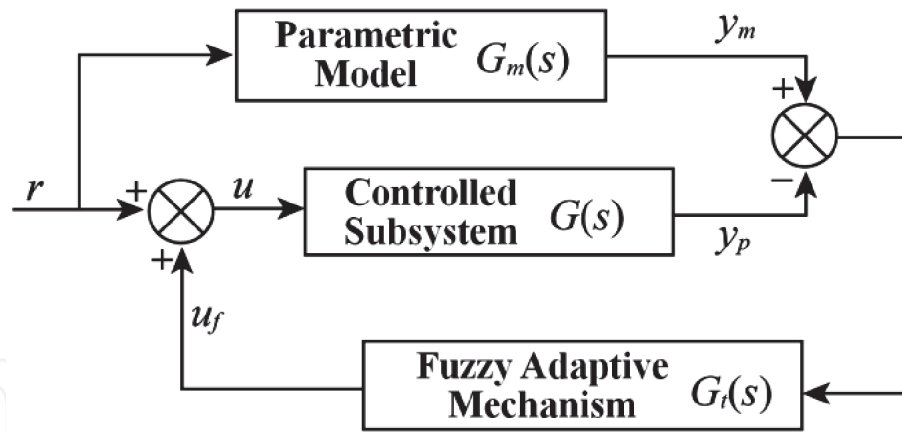 Parametric
Model G_m(s)
y_m
+
r
+
u
Controlled
Subsystem G(s)
−
y_p
+
u_f
Fuzzy Adaptive
Mechanism G_t(s)